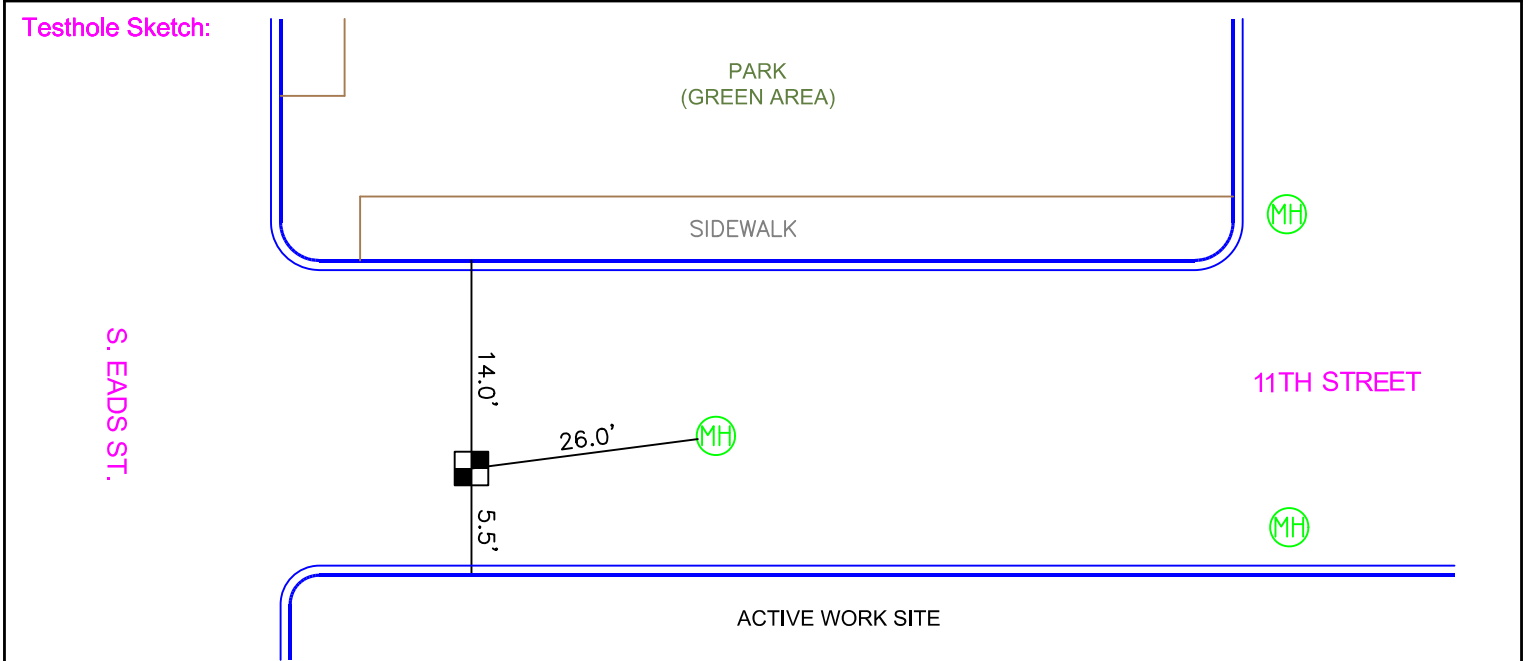 Testhole Sketch:
PARK
(GREEN AREA)
SIDEWALK
MH
S. EADS ST.
14.0'
11TH STREET
26.0'
MH
5.5'
MH
ACTIVE WORK SITE